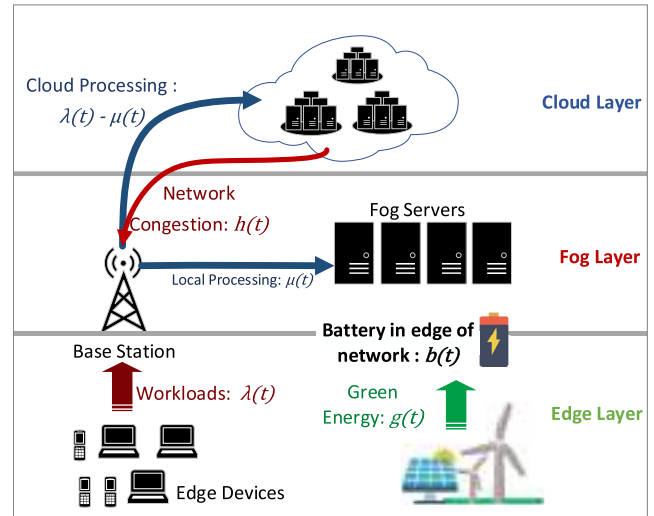 Cloud Processing :
λ(t) - μ(t)
Cloud Layer
Network
Congestion: h(t)
Fog Servers
Fog Layer
Local Processing: μ(t)
Base Station
Battery in edge of
network : b(t)
Workloads: λ(t)
Green
Energy: g(t)
Edge Layer
Edge Devices